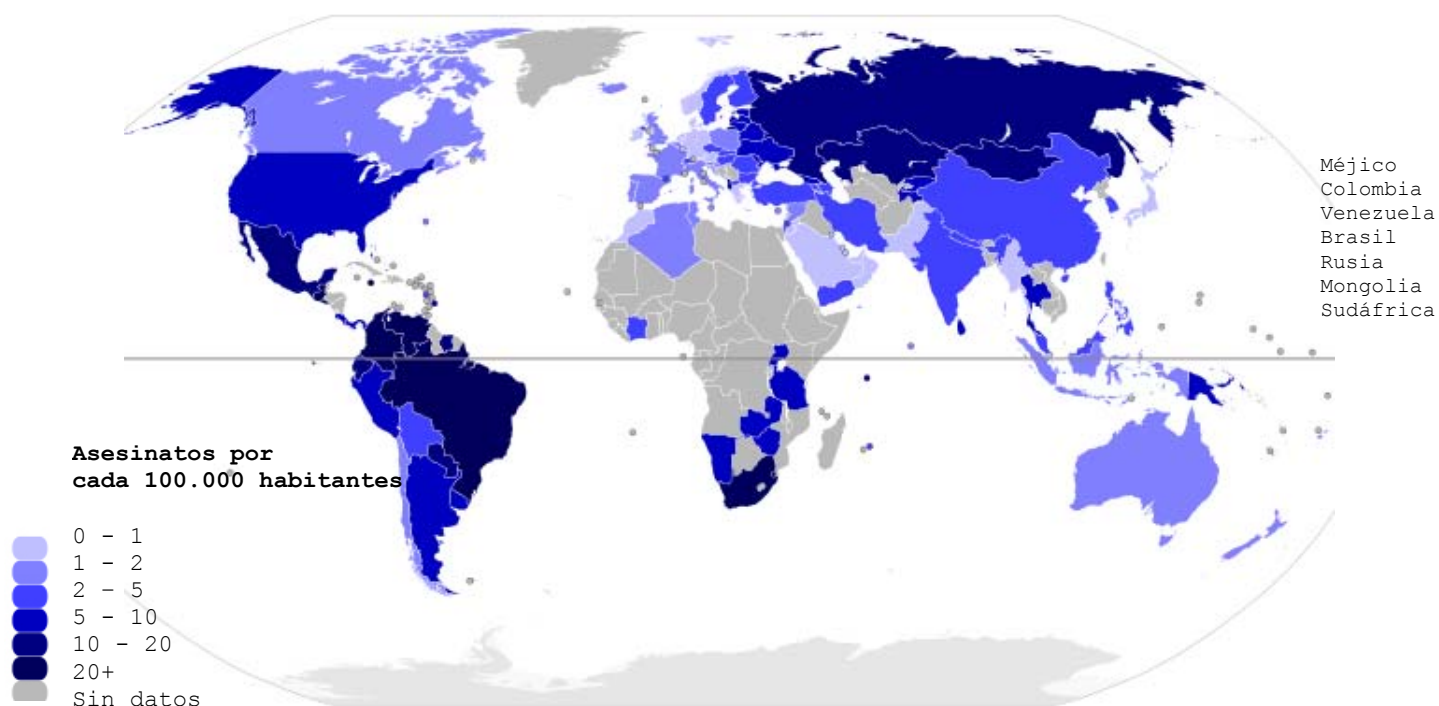 Méjico
Colombia
Venezuela
Brasil
Rusia
Mongolia
Sudáfrica
Asesinatos por
cada 100.000 habitantes
0 - 1
1 - 2
2 - 5
5 - 10
10 - 20
20+
Sin datos